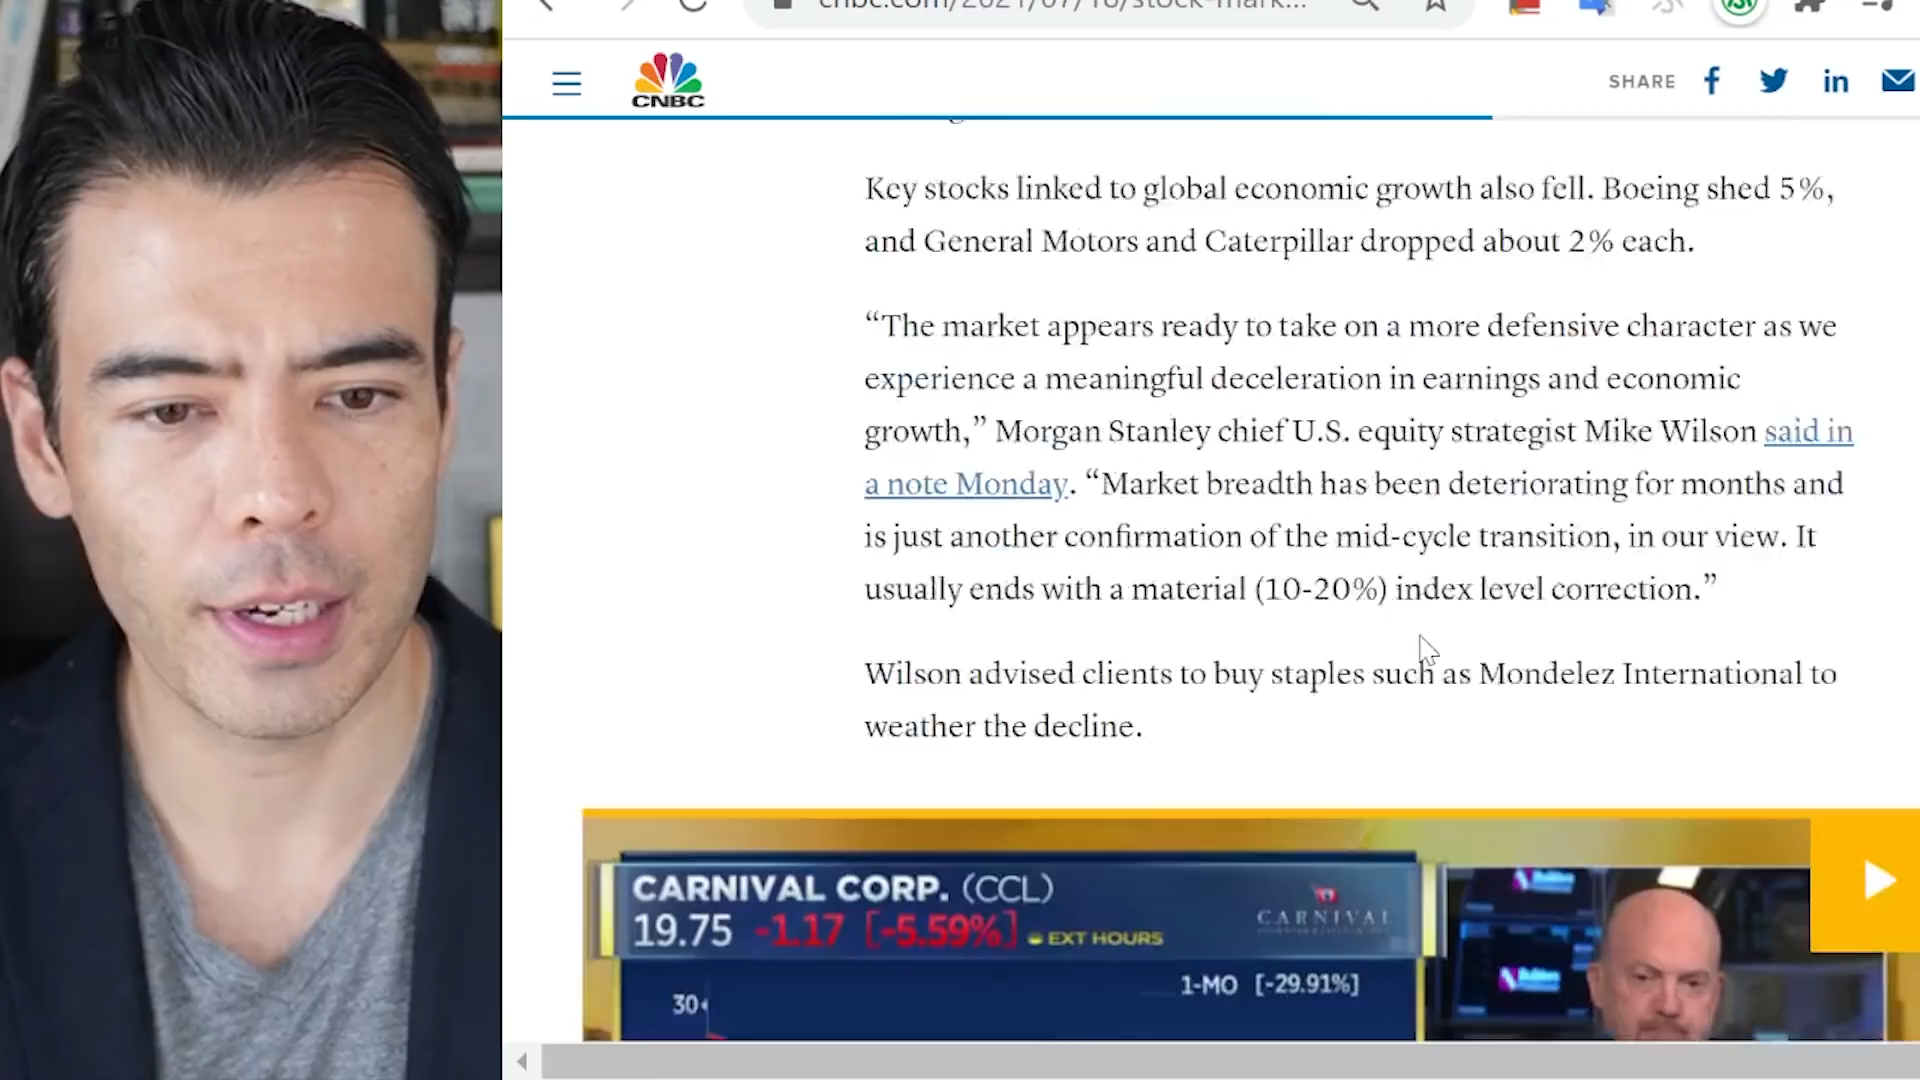 cnbc.com/2021/07/18/stock-mark...
CNBC
SHARE
Key stocks linked to global economic growth also fell. Boeing shed 5%,
and General Motors and Caterpillar dropped about 2% each.
“The market appears ready to take on a more defensive character as we
experience a meaningful deceleration in earnings and economic
growth,” Morgan Stanley chief U.S. equity strategist Mike Wilson said in
a note Monday. “Market breadth has been deteriorating for months and
is just another confirmation of the mid-cycle transition, in our view. It
usually ends with a material (10-20%) index level correction.”
Wilson advised clients to buy staples such as Mondelez International to
weather the decline.
CARNIVAL CORP. (CCL)
19.75 -1.17 [-5.59%] EXT HOURS
CARNIVAL
1-MO [-29.91%]
30